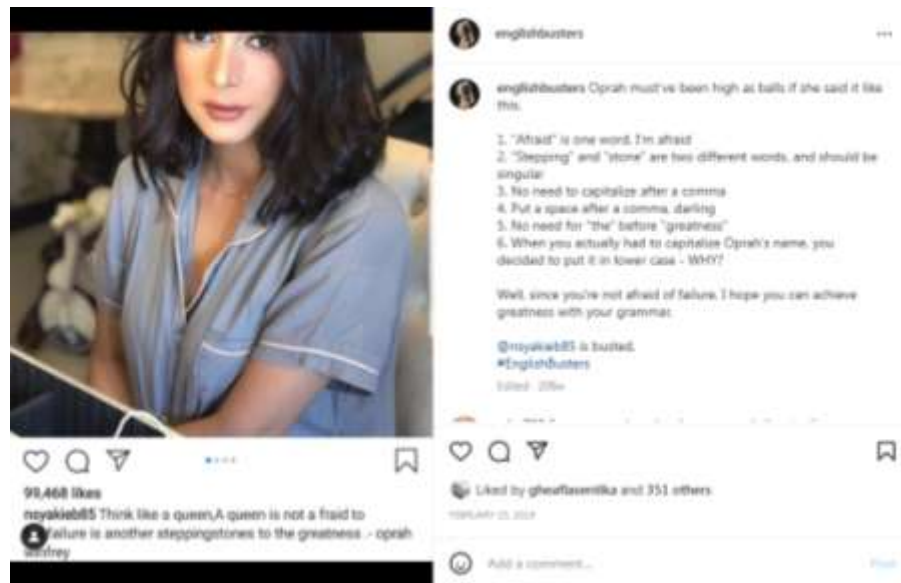 99,468 likes
nsyakieb85 Think like a queen,A queen is not a fraid to
failure is another steppingstones to the greatness .- oprah
winfrey
englishbusters
englishbusters Oprah must've been high as balls if she said it like
this.
1. "Afraid" is one word, I'm afraid
2. "Stepping" and "stone" are two different words, and should be
singular
3. No need to capitalize after a comma
4. Put a space after a comma, darling
5. No need for "the" before "greatness"
6. When you actually had to capitalize Oprah's name, you
decided to put it in lower case - WHY?
Well, since you're not afraid of failure, I hope you can achieve
greatness with your grammar.
@nsyakieb85 is busted.
#EnglishBusters
Edited
Liked by gheaflasentika and 351 others
Add a comment...
Post